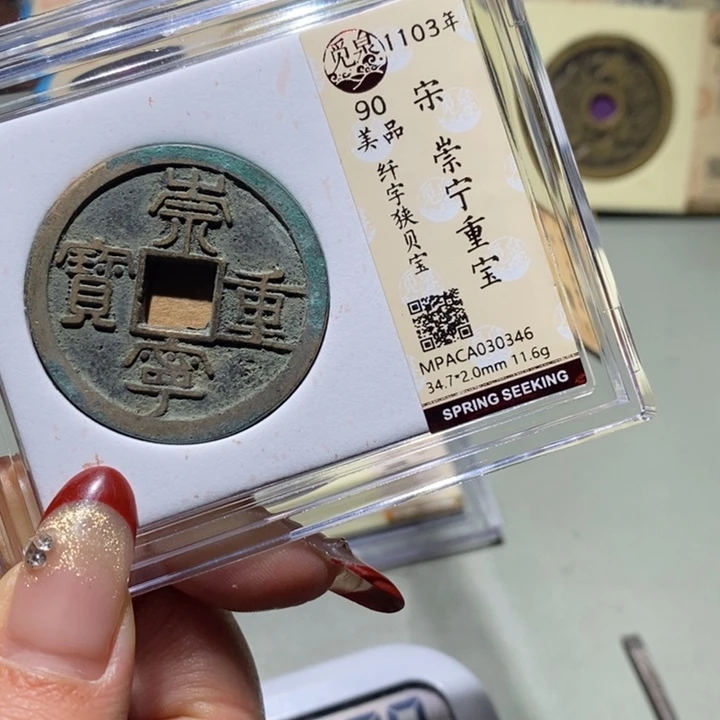 崇
重
寧
寶
觅泉
1103年
宋 崇宁重宝
90
美品
纤字狭贝宝
MPACA030346
34.7*2.0mm 11.6g
SPRING SEEKING